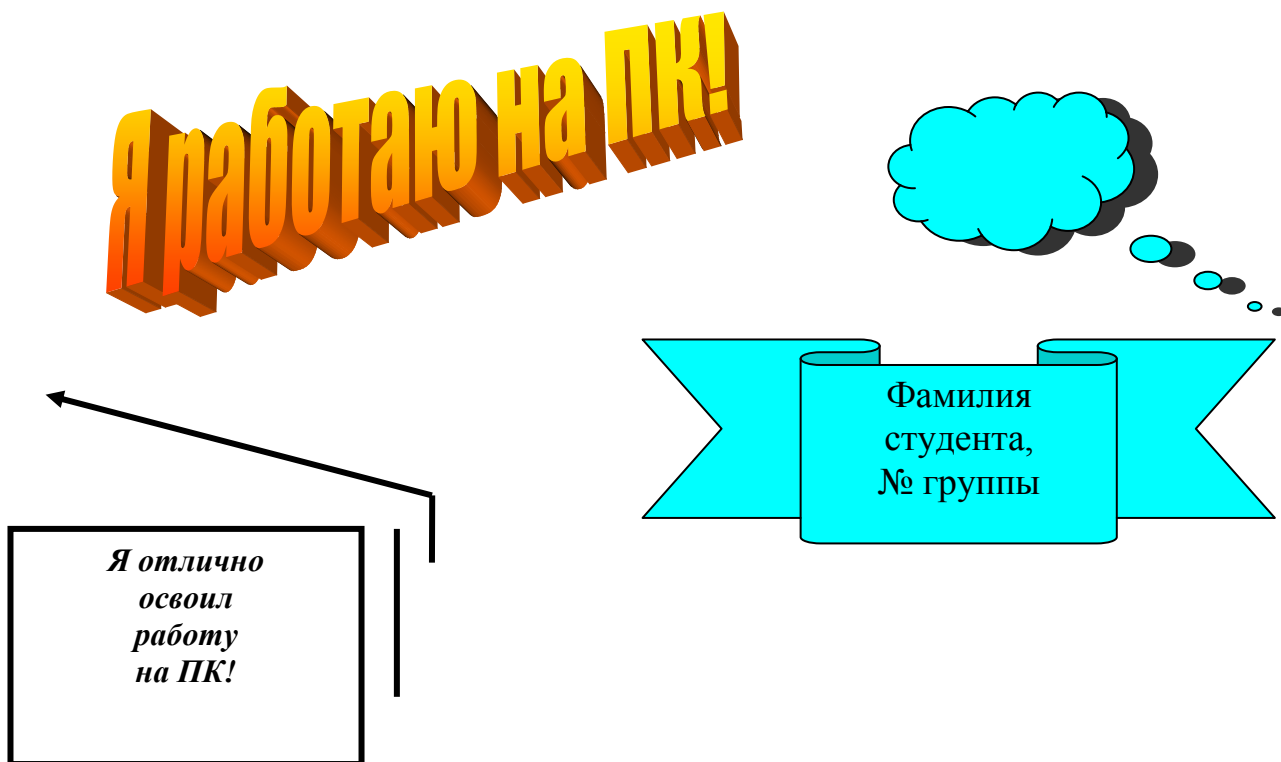 Я работаю на ПК!
Фамилия
студента,
№ группы
Я отлично
освоил
работу
на ПК!